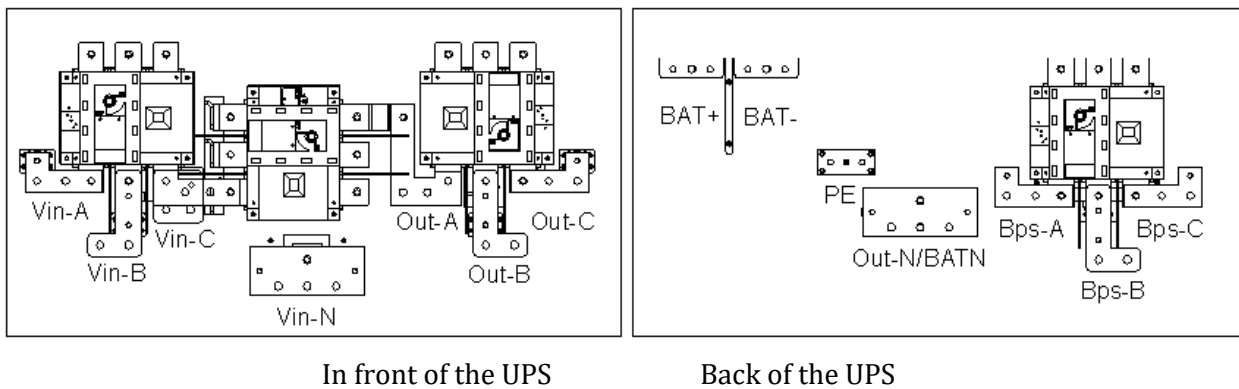 Vin-A
Vin-B
Vin-C
Vin-N
Out-A
Out-B
Out-C
BAT+
BAT-
PE
Out-N/BATN
Bps-A
Bps-B
Bps-C
In front of the UPS
Back of the UPS